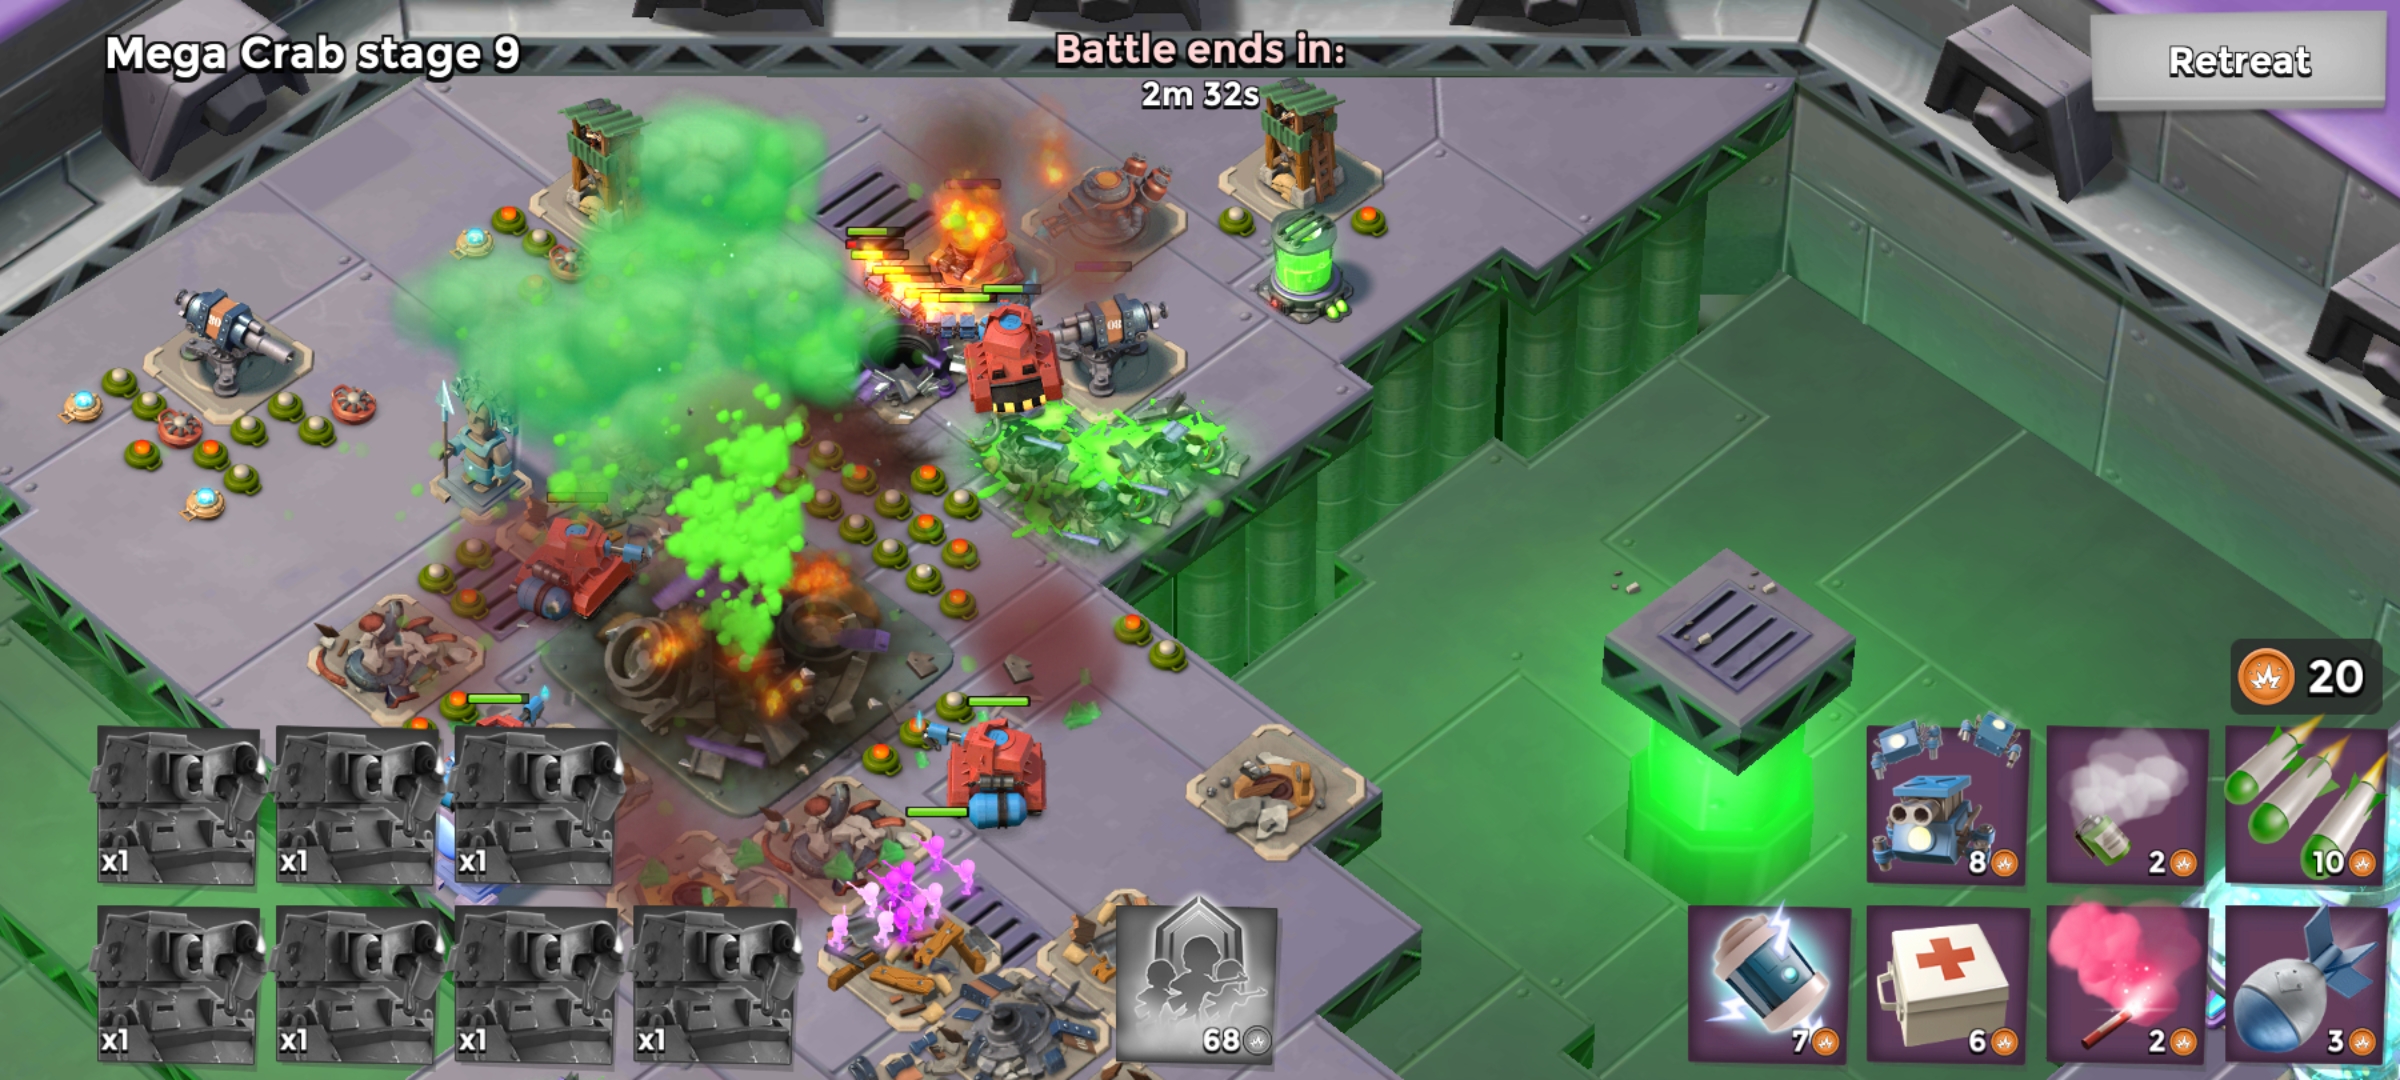 Mega Crab stage 9
Battle ends in:
2m 32s
Retreat
20
x1
x1
x1
8
2
10
x1
x1
x1
x1
68
7
6
2
3